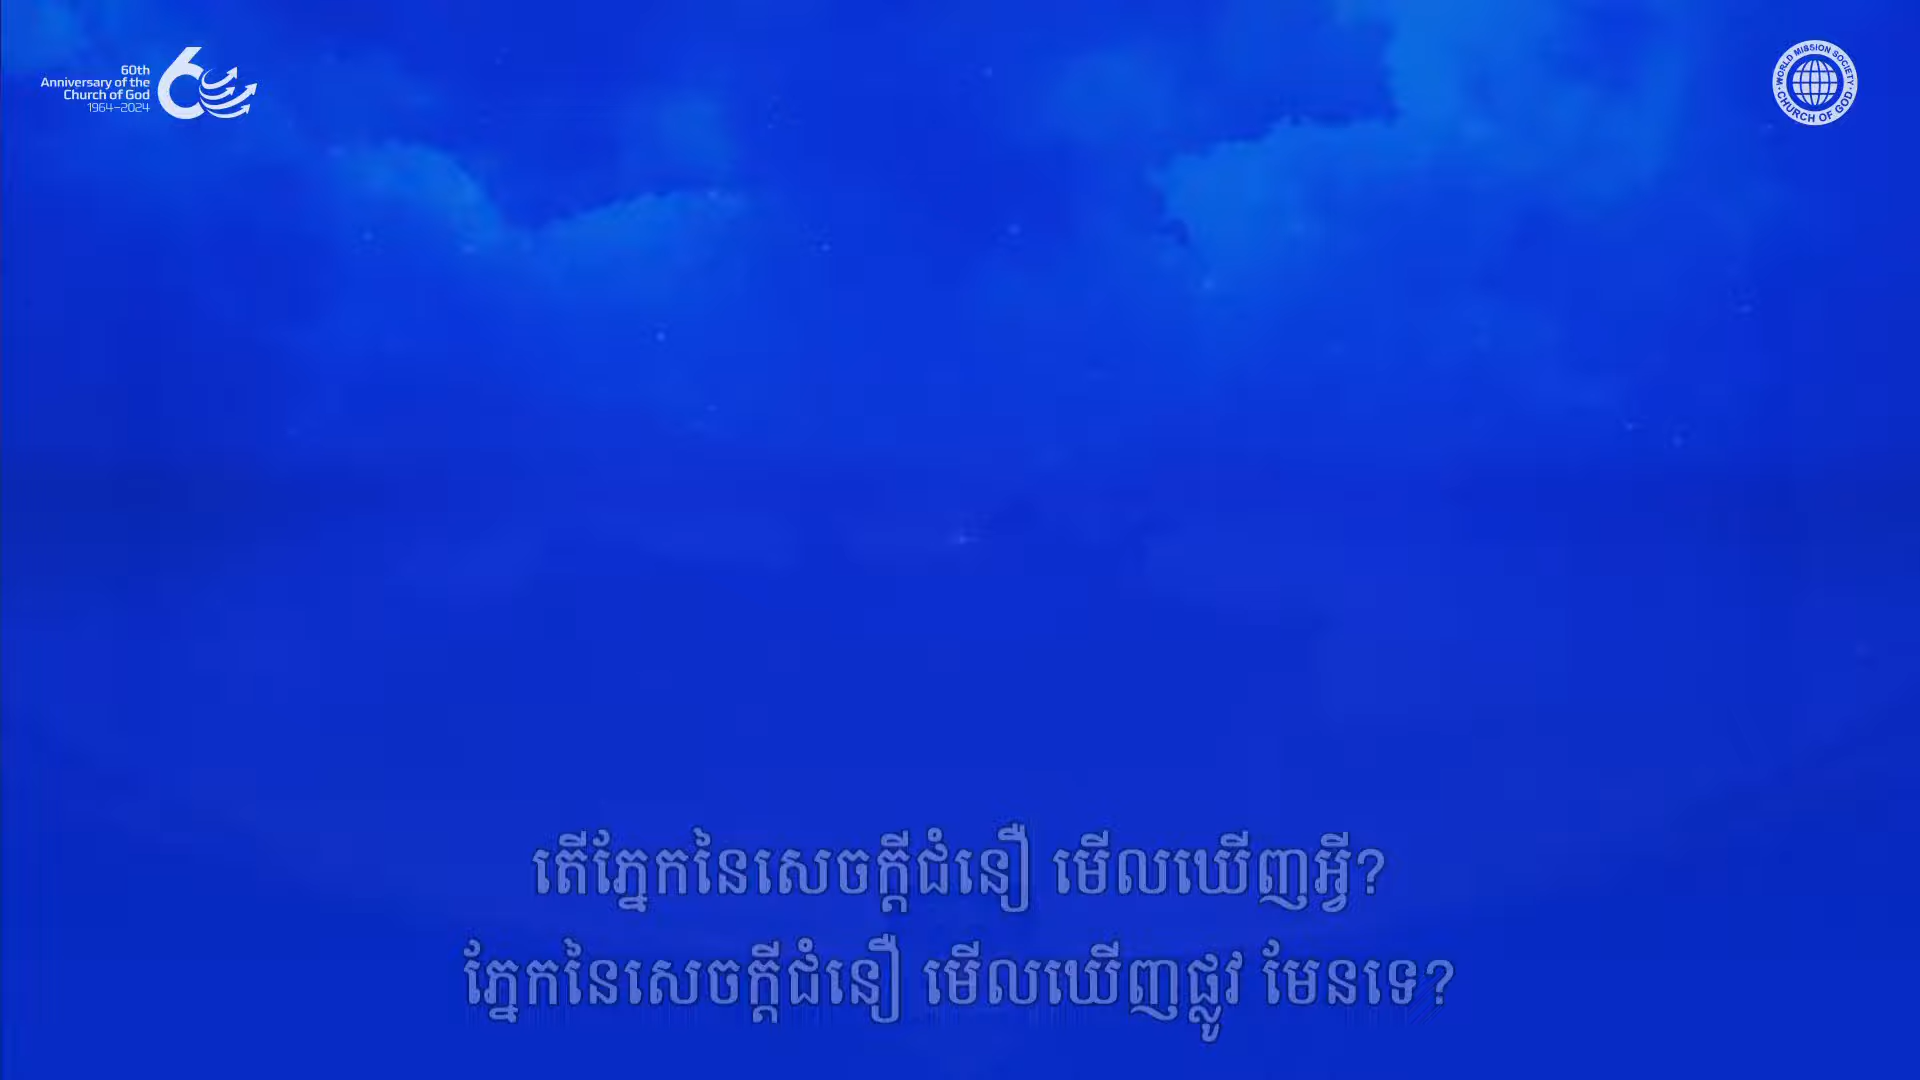 60th
Anniversary of the
Church of God
1964–2024
60
WORLD MISSION SOCIETY
CHURCH OF GOD
តើភ្នែកនៃសេចក្ដីជំនឿ មើលឃើញអ្វី?
ភ្នែកនៃសេចក្ដីជំនឿ មើលឃើញផ្លូវ មែនទេ?